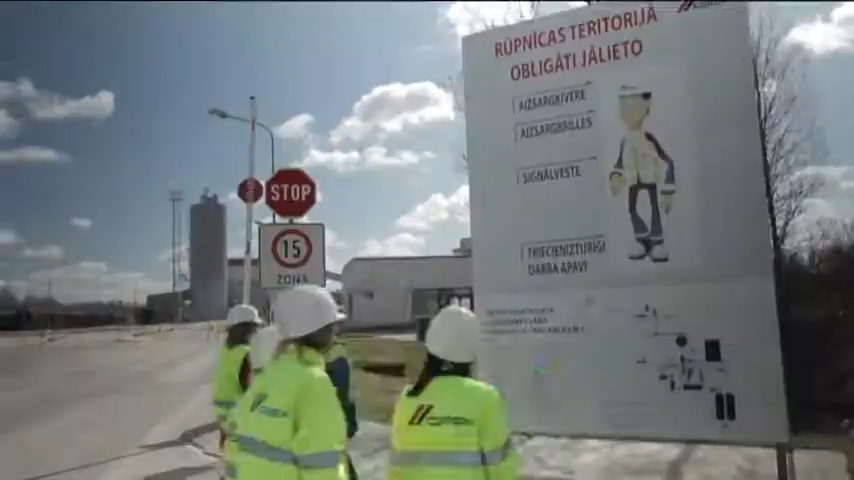 RŪPNĪCAS TERITORIJĀ
OBLIGĀTI JĀLIETO
AIZSARGĶIVERE
AIZSARGBRILLES
SIGNĀLVESTE
TRIECIENIZTURĪGI
DARBA APAVI
STOP
15
ZONA